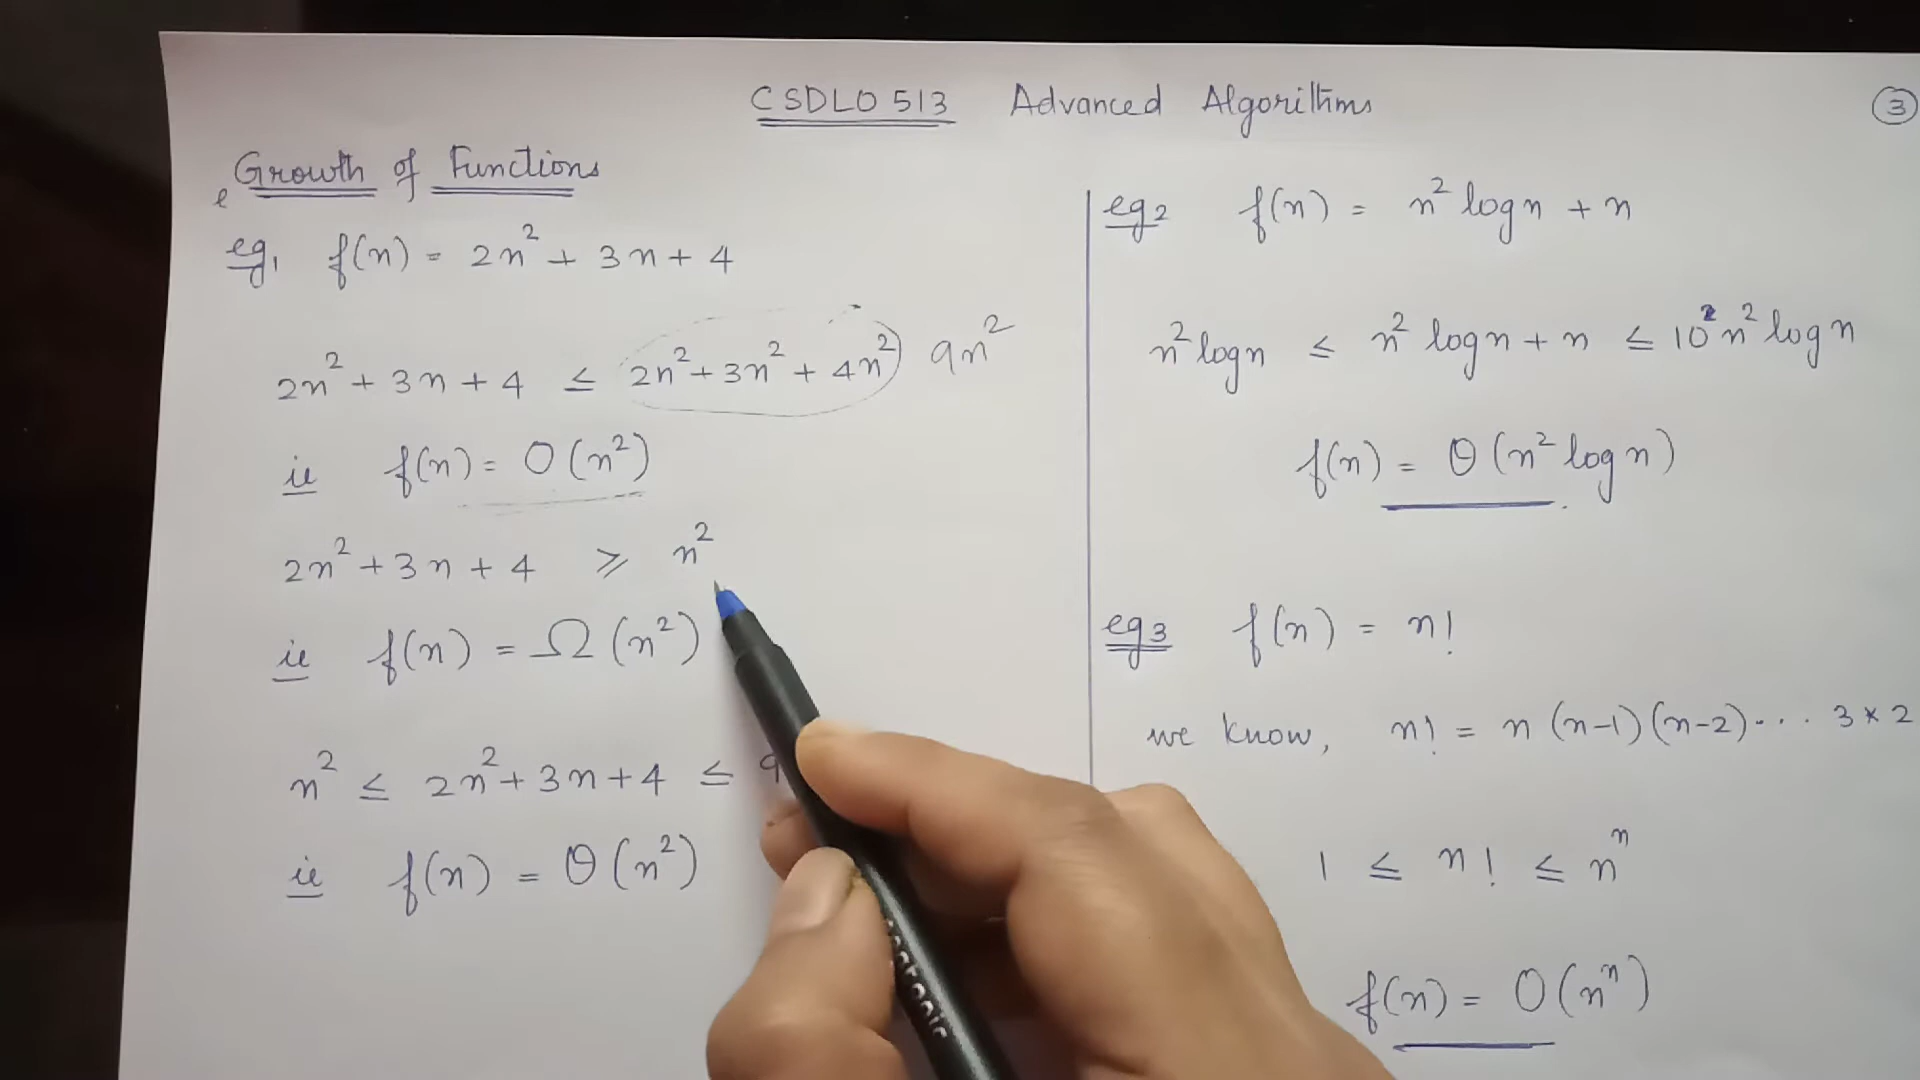 CSDLO 513 Advanced Algorithms
3
Growth of Functions
eg1 f(n) = 2n² + 3n + 4
2n² + 3n + 4 ≤ 2n² + 3n² + 4n² 9n²
ie f(n) = O(n²)
2n² + 3n + 4 ≥ n²
ie f(n) = Ω(n²)
n² ≤ 2n² + 3n + 4 ≤ 9
ie f(n) = Θ(n²)
eg2 f(n) = n² log n + n
n² log n ≤ n² log n + n ≤ 10² n² log n
f(n) = Θ(n² log n)
eg3 f(n) = n!
we know, n! = n(n-1)(n-2).... 3 * 2
1 ≤ n! ≤ nⁿ
f(n) = O(nⁿ)